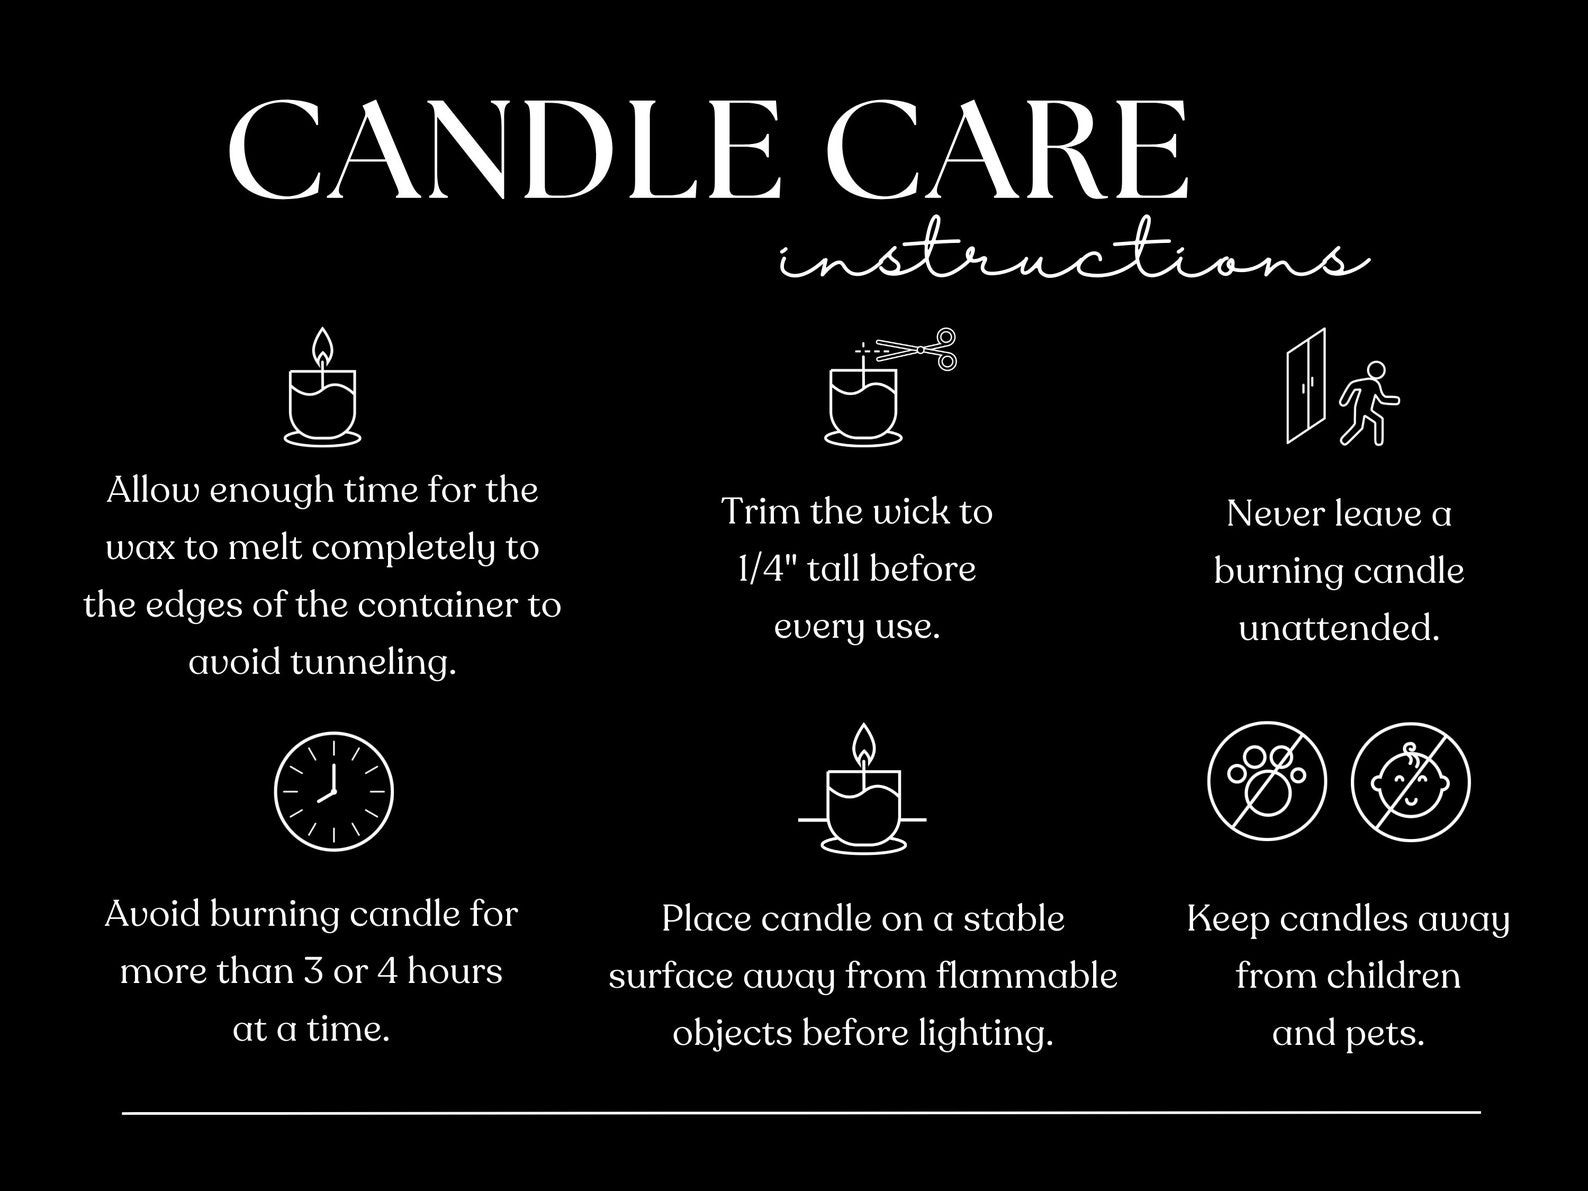 CANDLE CARE
instructions
Allow enough time for the
wax to melt completely to
the edges of the container to
avoid tunneling.
Trim the wick to
1/4" tall before
every use.
Never leave a
burning candle
unattended.
Avoid burning candle for
more than 3 or 4 hours
at a time.
Place candle on a stable
surface away from flammable
objects before lighting.
Keep candles away
from children
and pets.